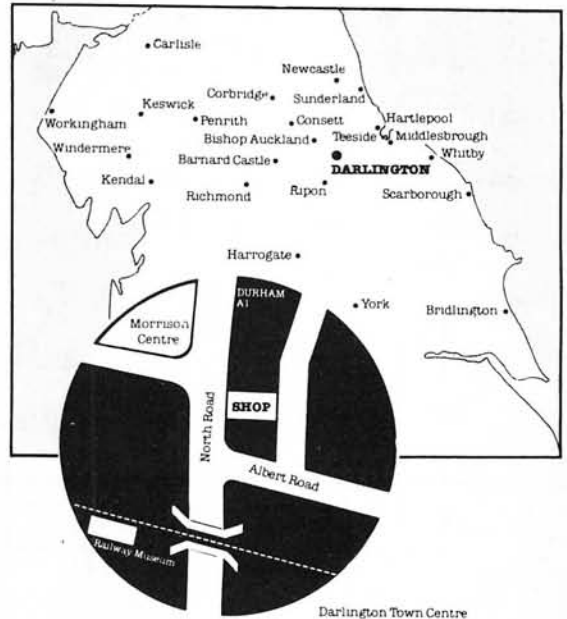 Carlisle
Newcastle
Corbridge
Sunderland
Keswick
Hartlepool
Workingham
Penrith
Consett
Teeside
Middlesbrough
Bishop Auckland
Windermere
Barnard Castle
Whitby
DARLINGTON
Kendal
Richmond
Ripon
Scarborough
Harrogate
DURHAM
A1
York
Bridlington
Morrison
Centre
SHOP
North Road
Albert Road
Railway Museum
Darlington Town Centre